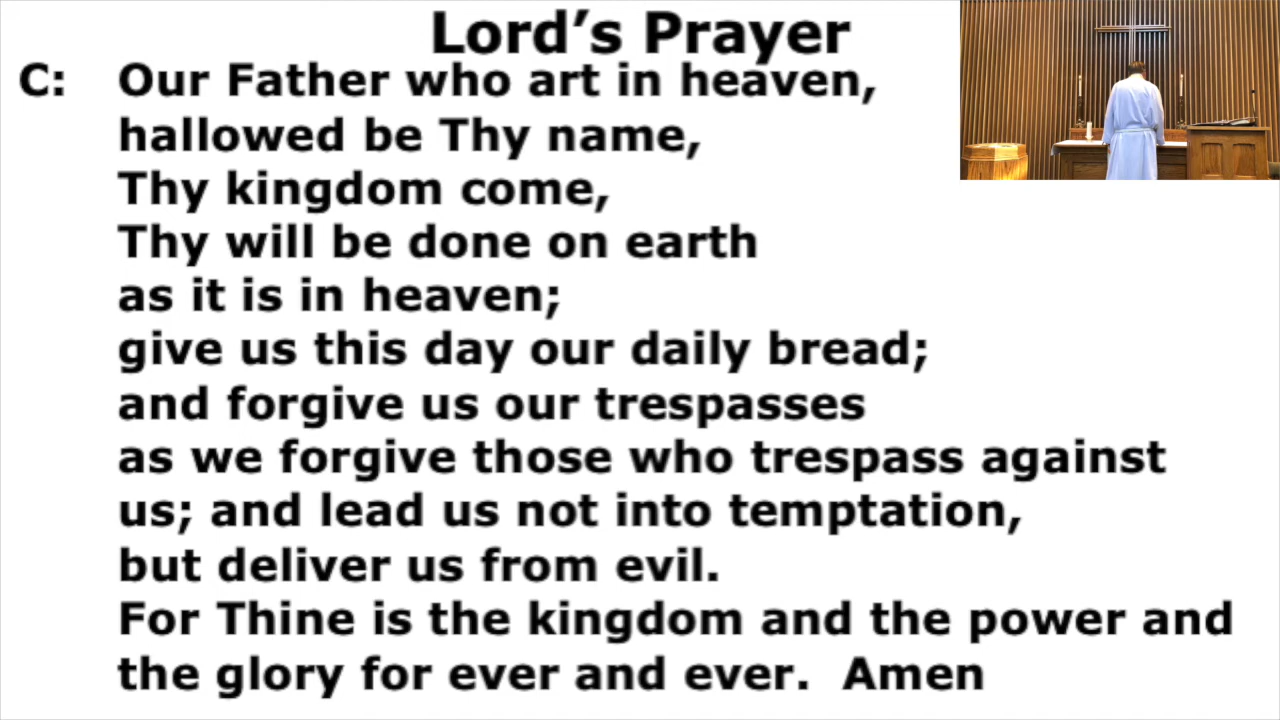 Lord’s Prayer
C: Our Father who art in heaven,
hallowed be Thy name,
Thy kingdom come,
Thy will be done on earth
as it is in heaven;
give us this day our daily bread;
and forgive us our trespasses
as we forgive those who trespass against
us; and lead us not into temptation,
but deliver us from evil.
For Thine is the kingdom and the power and
the glory for ever and ever. Amen